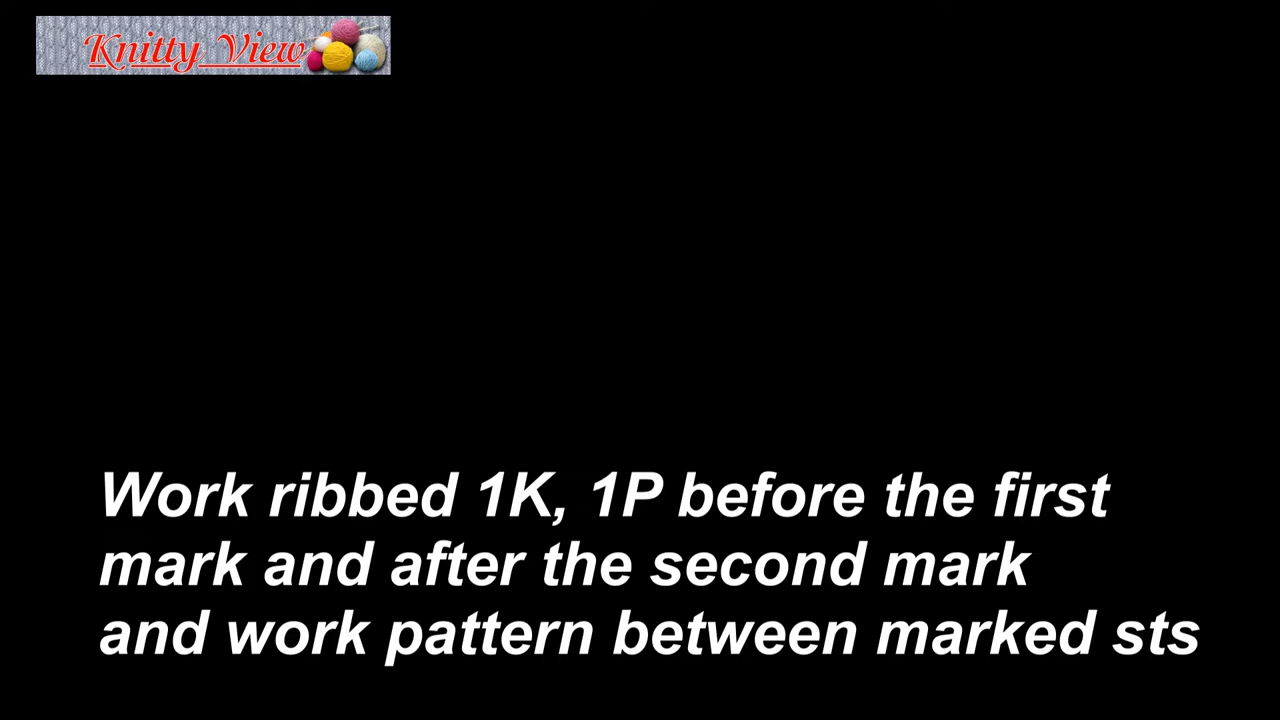 Knitty View
Work ribbed 1K, 1P before the first
mark and after the second mark
and work pattern between marked sts